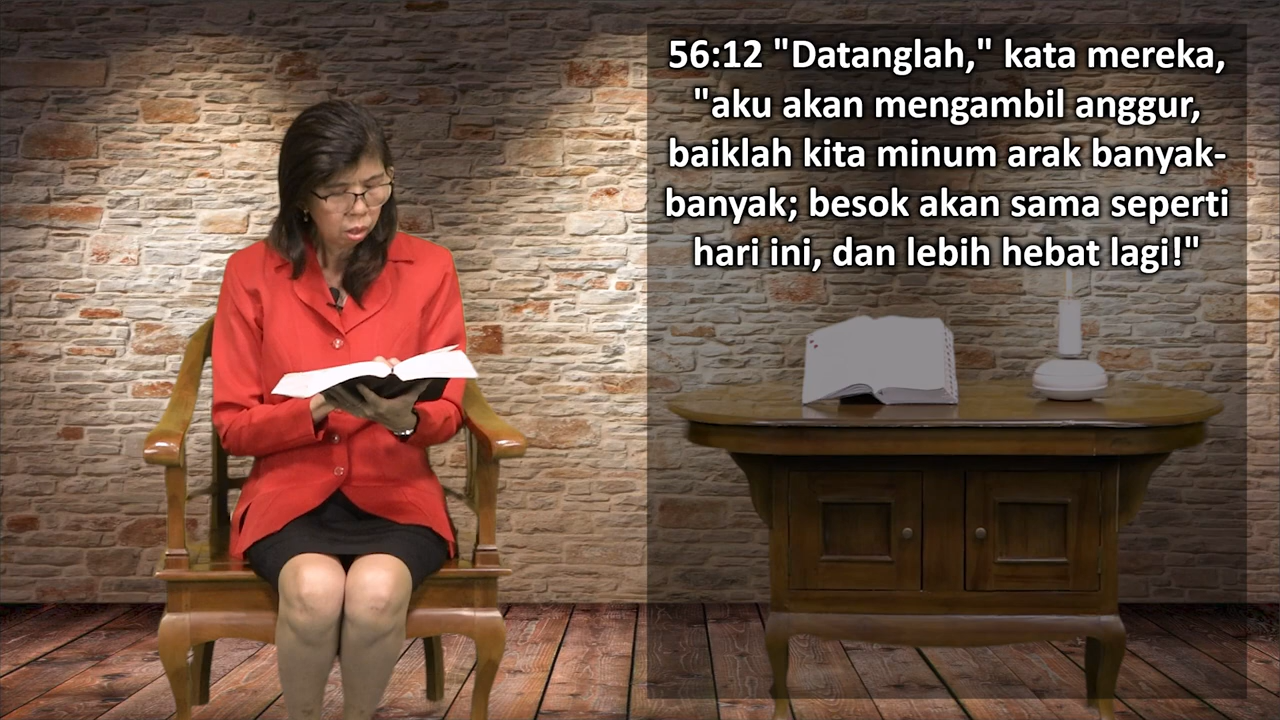 56:12 "Datanglah," kata mereka,
"aku akan mengambil anggur,
baiklah kita minum arak banyak-
banyak; besok akan sama seperti
hari ini, dan lebih hebat lagi!"